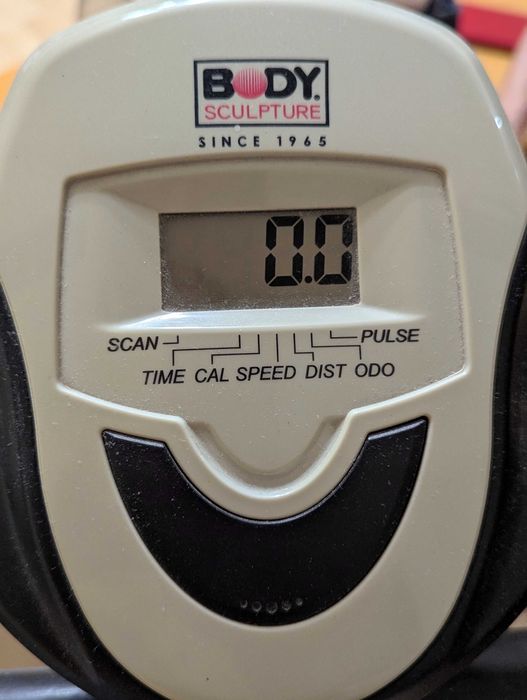 BODY.
SCULPTURE
SINCE 1965
0.0
SCAN PULSE
TIME CAL SPEED DIST ODO